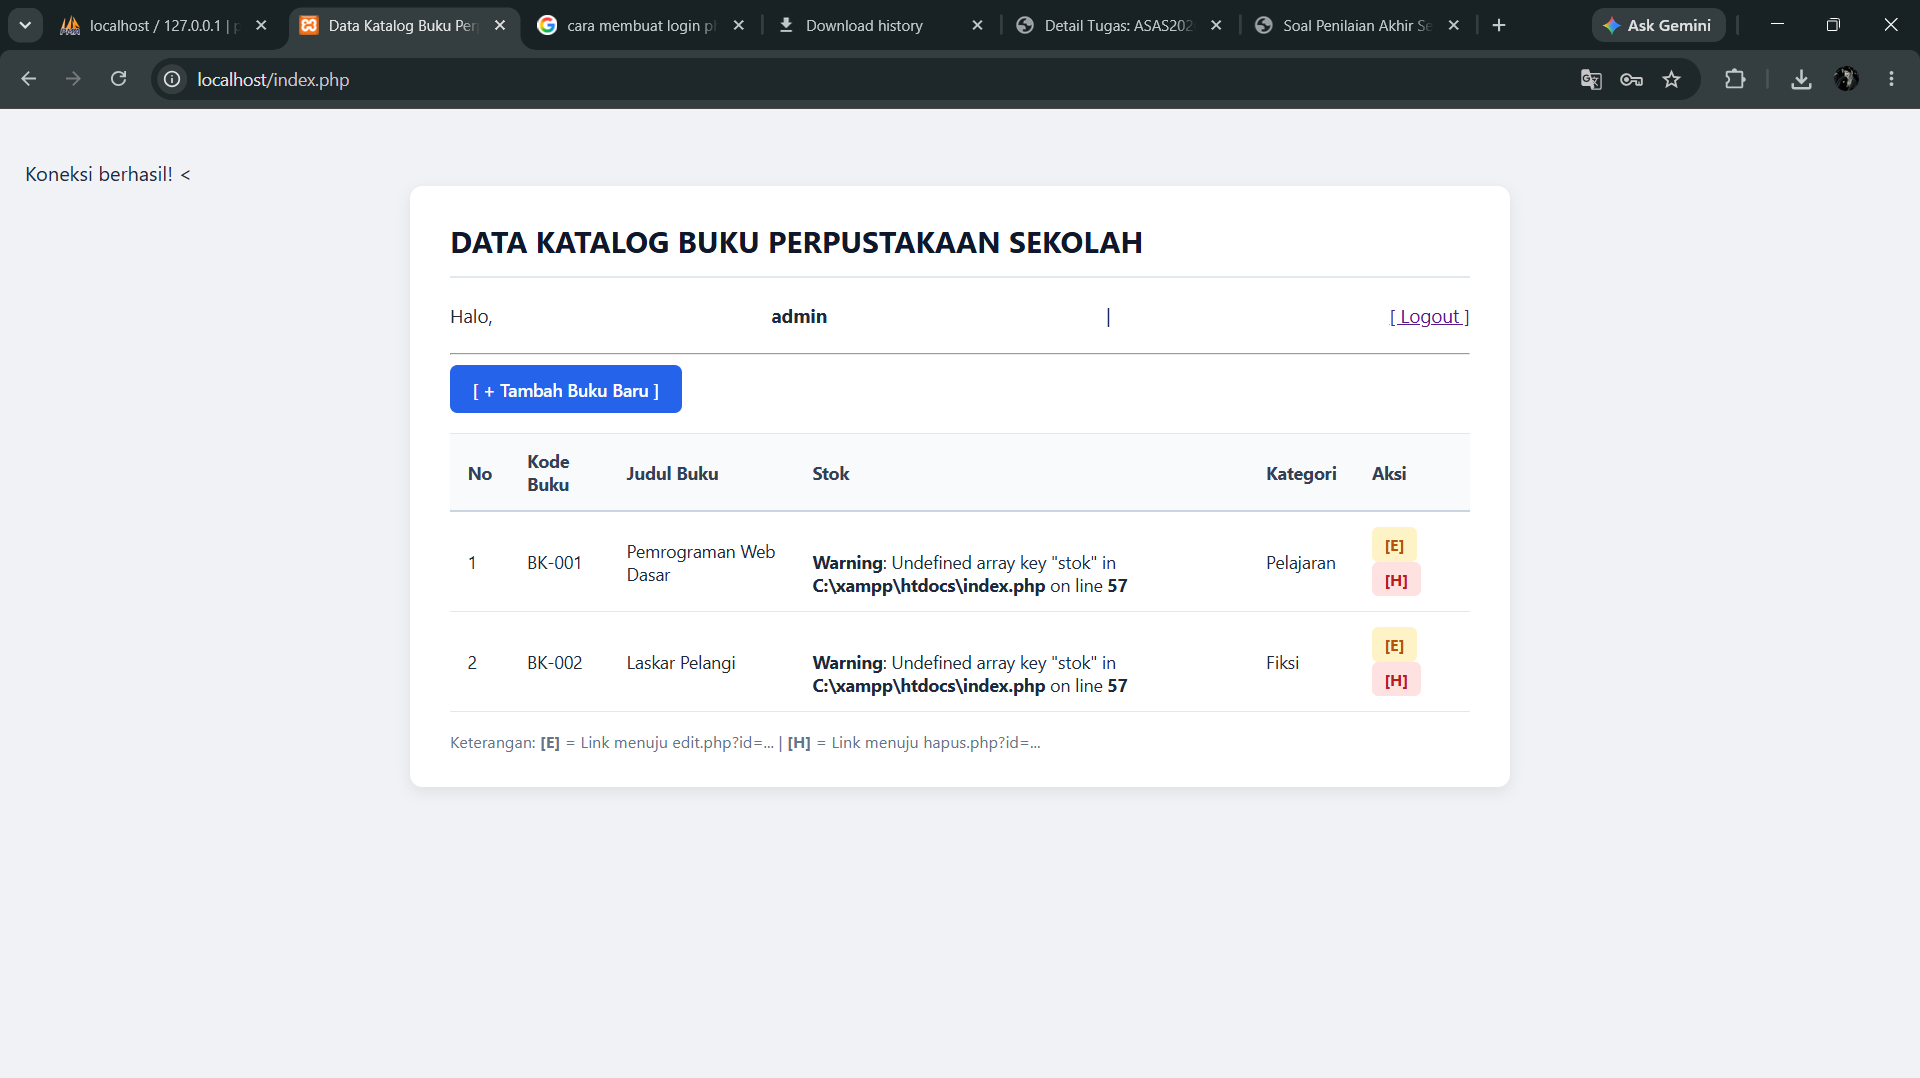 localhost / 127.0.0.1 | p
Data Katalog Buku Per
cara membuat login p
Download history
Detail Tugas: ASAS202
Soal Penilaian Akhir Se
Ask Gemini
localhost/index.php
Koneksi berhasil! <
DATA KATALOG BUKU PERPUSTAKAAN SEKOLAH
Halo, admin | [ Logout ]
[ + Tambah Buku Baru ]
No Kode Buku Judul Buku Stok Kategori Aksi
1 BK-001 Pemrograman Web Dasar Warning: Undefined array key "stok" in C:\xampp\htdocs\index.php on line 57 Pelajaran [E] [H]
2 BK-002 Laskar Pelangi Warning: Undefined array key "stok" in C:\xampp\htdocs\index.php on line 57 Fiksi [E] [H]
Keterangan: [E] = Link menuju edit.php?id=... | [H] = Link menuju hapus.php?id=...